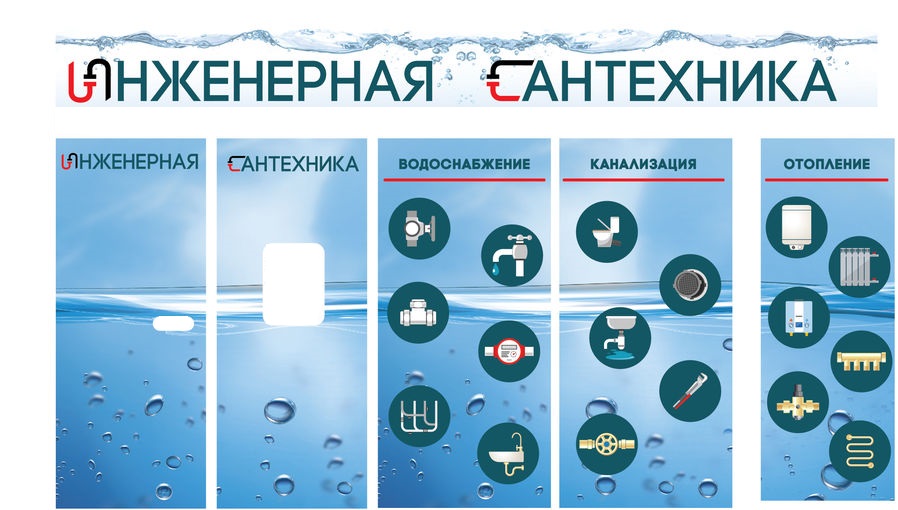 ИНЖЕНЕРНАЯ САНТЕХНИКА
ИНЖЕНЕРНАЯ
САНТЕХНИКА
ВОДОСНАБЖЕНИЕ
КАНАЛИЗАЦИЯ
ОТОПЛЕНИЕ